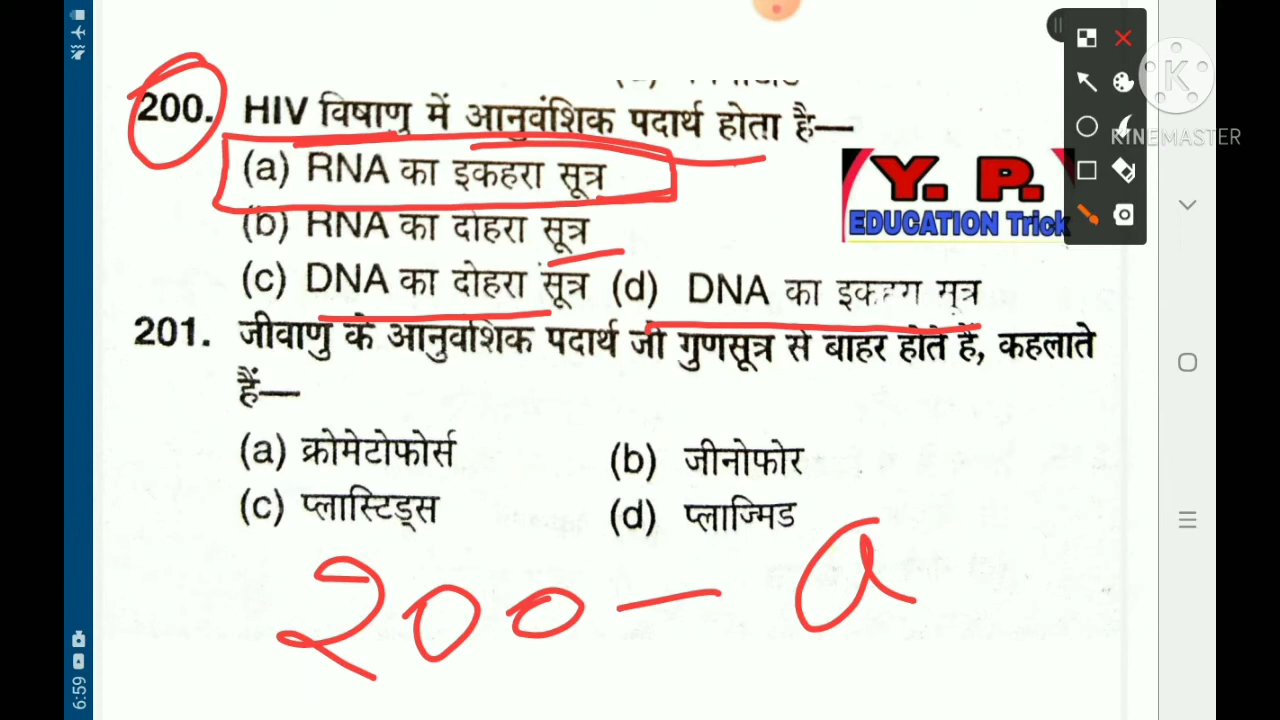 200. HIV विषाणु में आनुवंशिक पदार्थ होता है—
(a) RNA का इकहरा सूत्र
(b) RNA का दोहरा सूत्र
(c) DNA का दोहरा सूत्र (d) DNA का इकहरा सूत्र
201. जीवाणु के आनुवंशिक पदार्थ जो गुणसूत्र से बाहर होते हैं, कहलाते
हैं—
(a) क्रोमेटोफोर्स (b) जीनोफोर
(c) प्लास्टिड्स (d) प्लाज्मिड
200 — a
Y. P.
EDUCATION Trick
K
KINEMASTER
6:59